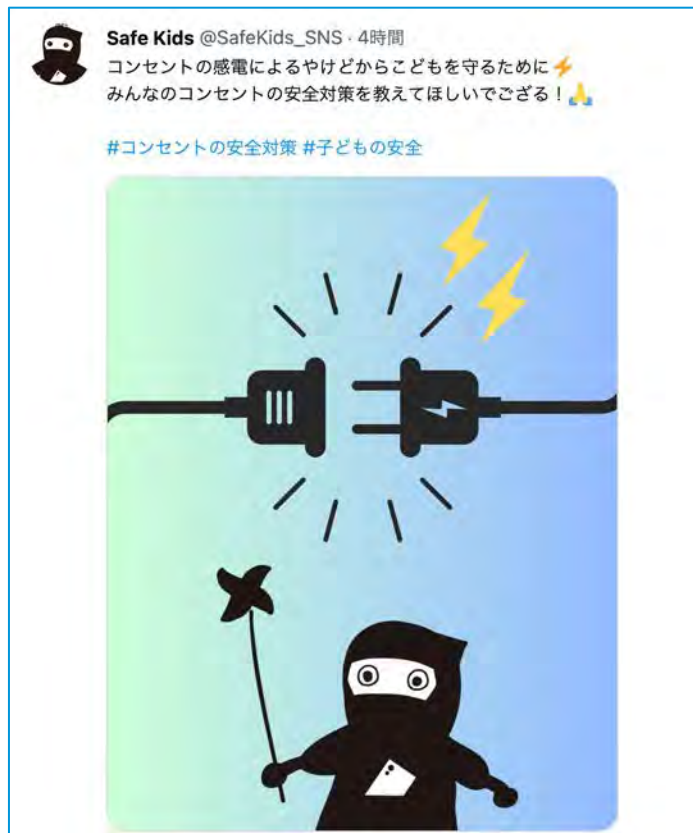 Safe Kids @SafeKids_SNS · 4時間
コンセントの感電によるやけどからこどもを守るために⚡
みんなのコンセントの安全対策を教えてほしいでござる！🙏
#コンセントの安全対策 #子どもの安全